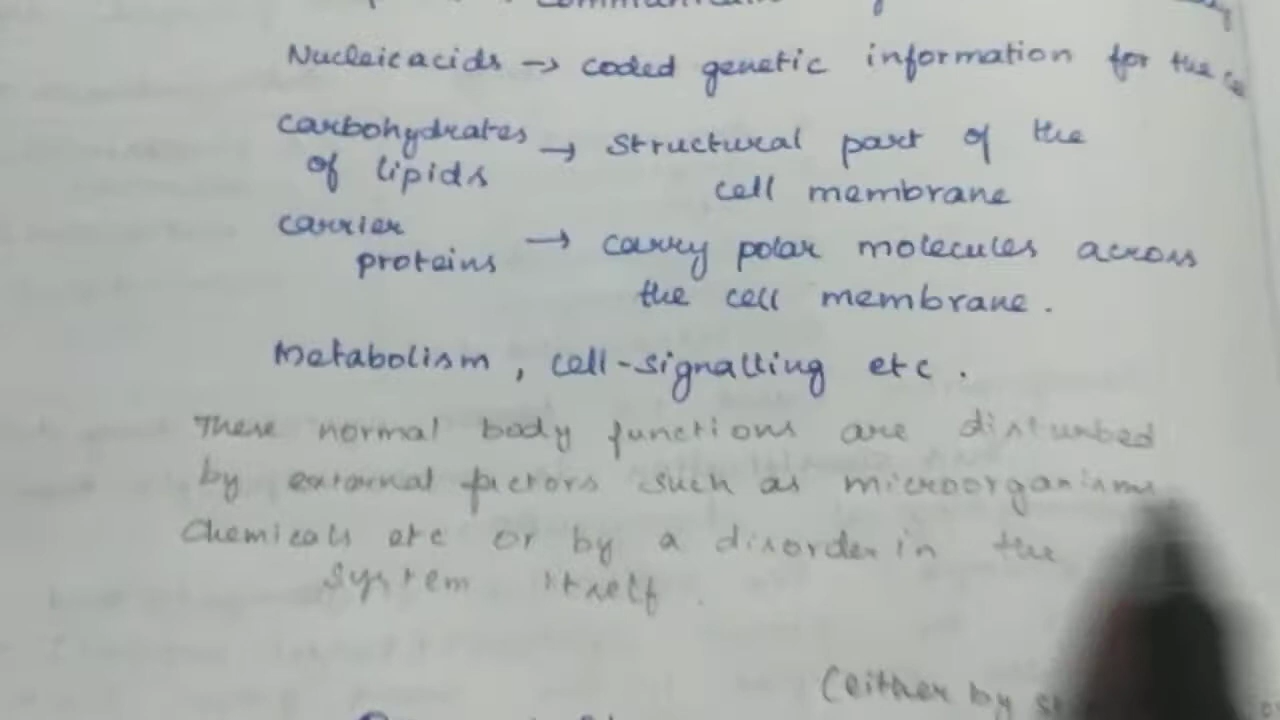 Nucleic acids → coded genetic information for the
carbohydrates → structural part of the
of lipids cell membrane
carrier
proteins → carry polar molecules across
the cell membrane.
Metabolism, cell-signalling etc.
These normal body functions are disturbed
by external factors such as microorganisms
Chemicals etc or by a disorder in the
system itself.
(either by